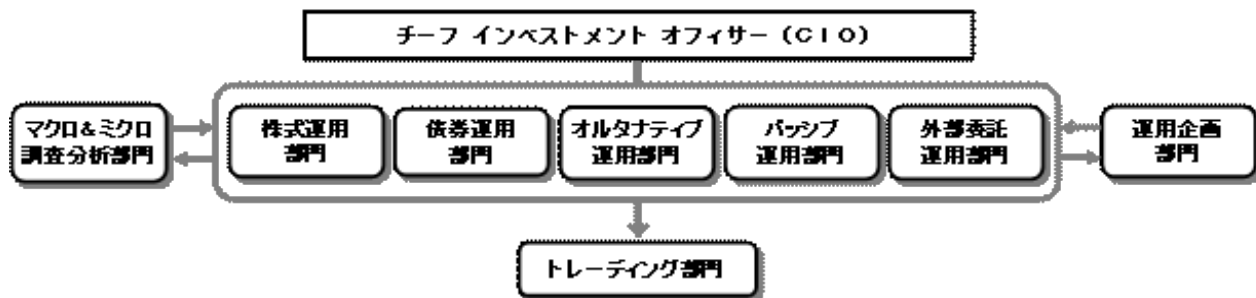 チーフ インベストメント オフィサー (CIO)
マクロ&ミクロ
調査分析部門
株式運用
部門
債券運用
部門
オルタナティブ
運用部門
パッシブ
運用部門
外部委託
運用部門
運用企画
部門
トレーディング部門